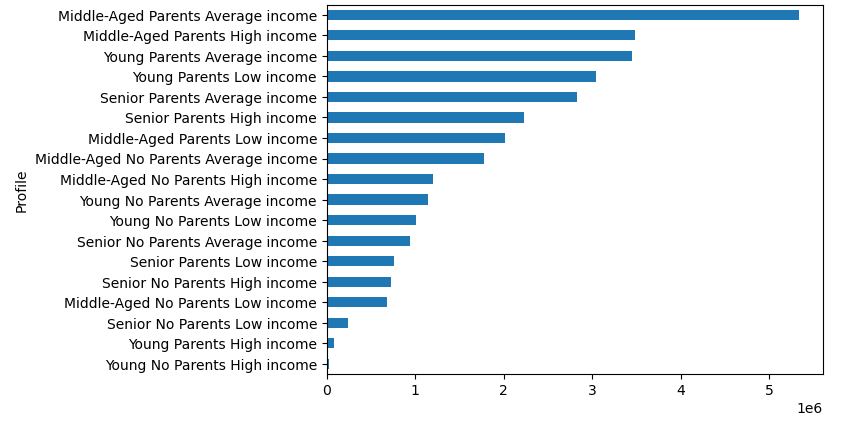 Middle-Aged Parents Average income
Middle-Aged Parents High income
Young Parents Average income
Young Parents Low income
Senior Parents Average income
Senior Parents High income
Middle-Aged Parents Low income
Middle-Aged No Parents Average income
Middle-Aged No Parents High income
Young No Parents Average income
Young No Parents Low income
Senior No Parents Average income
Senior Parents Low income
Senior No Parents High income
Middle-Aged No Parents Low income
Senior No Parents Low income
Young Parents High income
Young No Parents High income
Profile
0 1 2 3 4 5
1e6